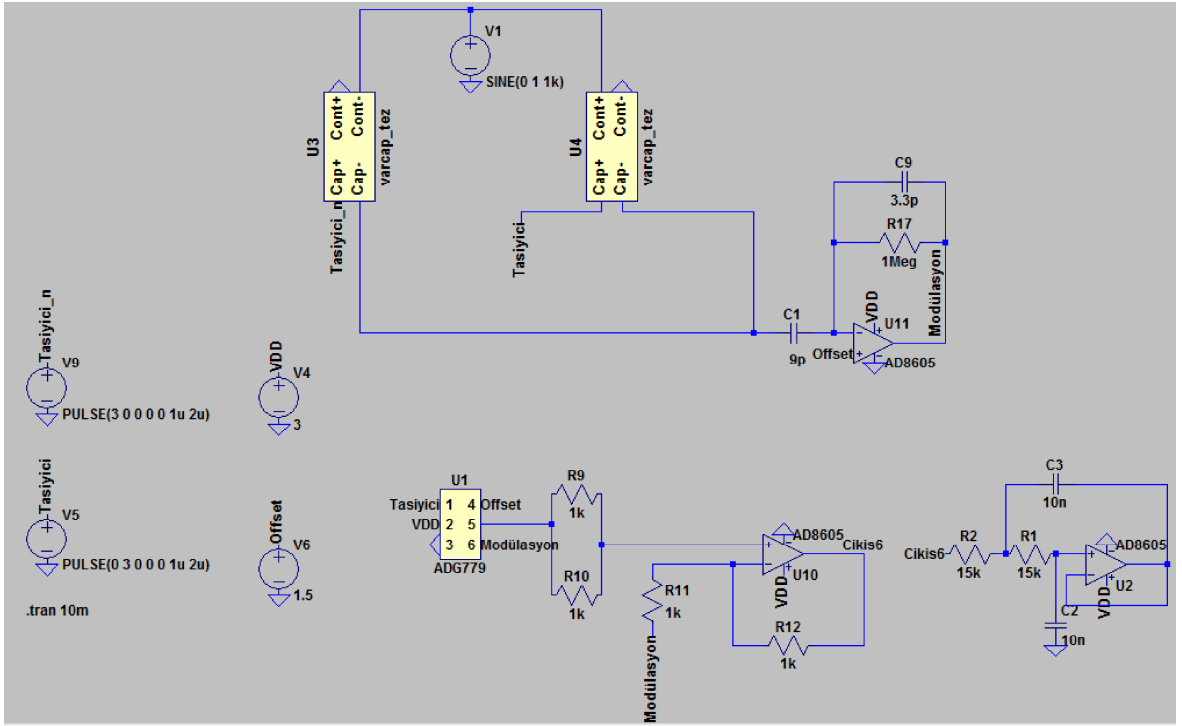 V1
SINE(0 1 1k)
U3
Cont+
Cont-
Cap+
Cap-
varcap_tez
Tasiyici_n
U4
Cont+
Cont-
Cap+
Cap-
varcap_tez
Tasiyici
C9
3.3p
R17
1Meg
Modülasyon
C1
9p
Offset
VDD
U11
AD8605
Tasiyici_n
V9
PULSE(3 0 0 0 0 1u 2u)
VDD
V4
3
Tasiyici
V5
PULSE(0 3 0 0 0 1u 2u)
Offset
V6
1.5
.tran 10m
U1
Tasiyici 1 4 Offset
VDD 2 5
3 6 Modülasyon
ADG779
R9
1k
R10
1k
R11
1k
Modülasyon
AD8605
U10
VDD
Cikis6
R12
1k
Cikis6
R2
15k
R1
15k
C3
10n
AD8605
U2
VDD
C2
10n